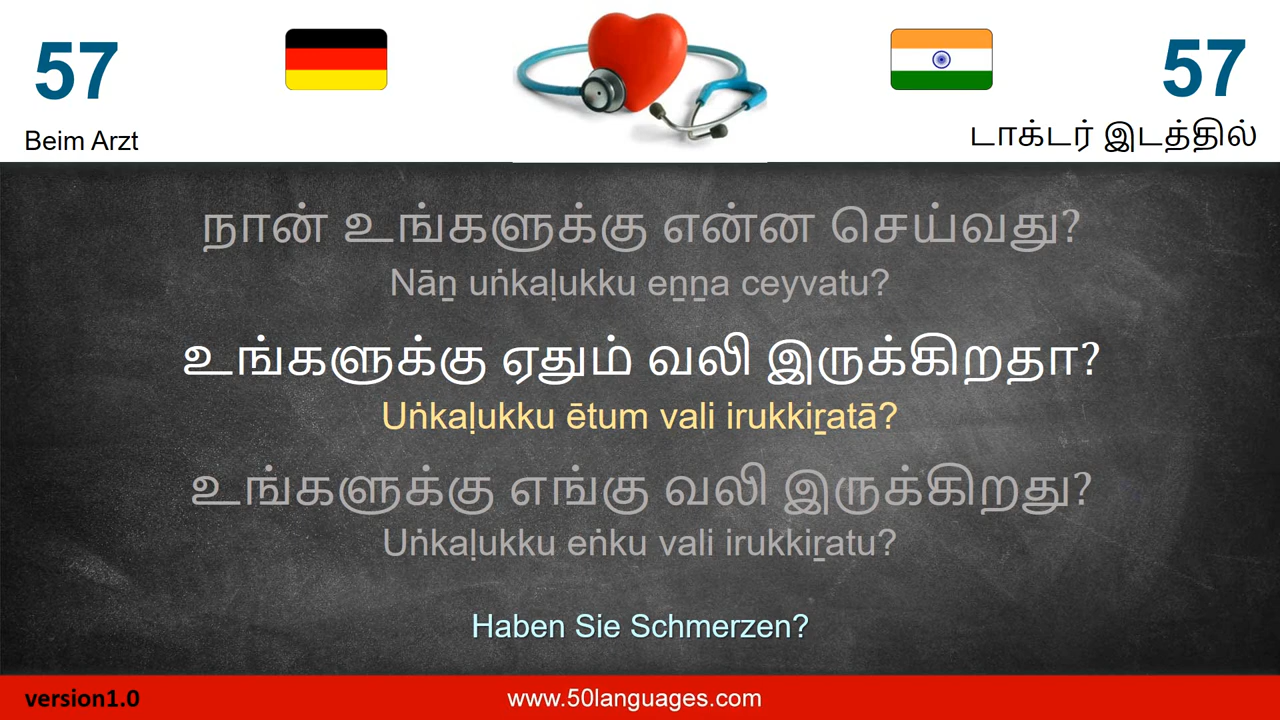 57
57
Beim Arzt
டாக்டர் இடத்தில்
நான் உங்களுக்கு என்ன செய்வது?
Nāṉ uṅkaḷukku eṉṉa ceyvatu?
உங்களுக்கு ஏதும் வலி இருக்கிறதா?
Uṅkaḷukku ētum vali irukkiṟatā?
உங்களுக்கு எங்கு வலி இருக்கிறது?
Uṅkaḷukku eṅku vali irukkiṟatu?
Haben Sie Schmerzen?
version1.0
www.50languages.com